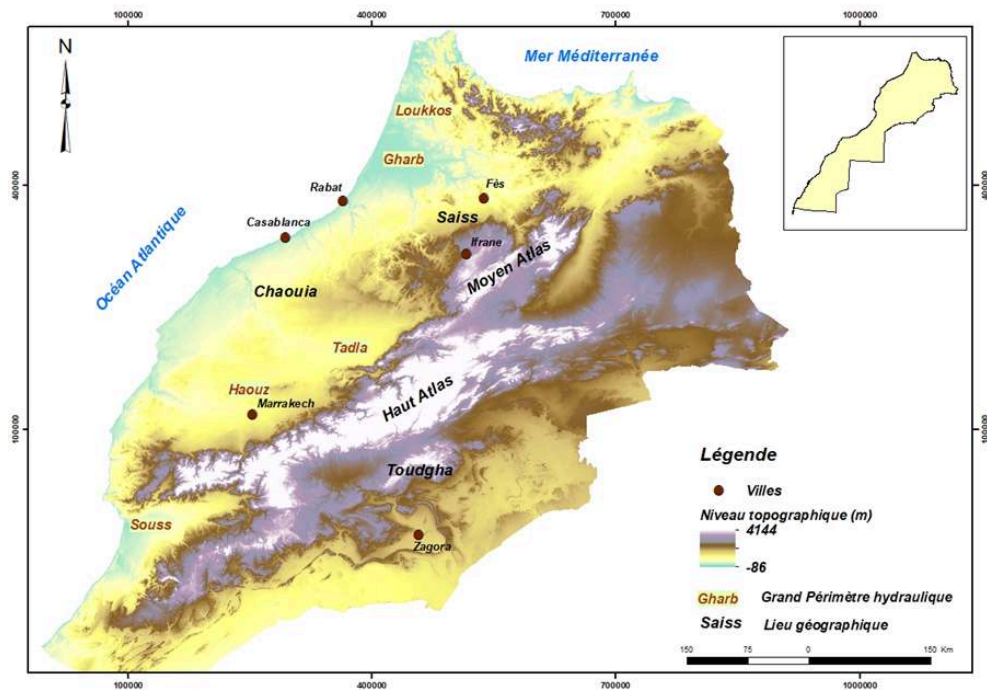 100000 400000 700000 1000000
N
Mer Méditerranée
Loukkos
Gharb
400000 400000
Rabat
Fès
Saiss
Casablanca
Ifrane
Océan Atlantique
Moyen Atlas
Chaouia
Tadla
Haouz
Marrakech
Haut Atlas
100000 100000
Toudgha
Souss
Zagora
Légende
Villes
Niveau topographique (m)
4144
-86
Gharb Grand Périmètre hydraulique
Saiss Lieu géographique
150 75 0 150 Km
100000 400000 700000 1000000